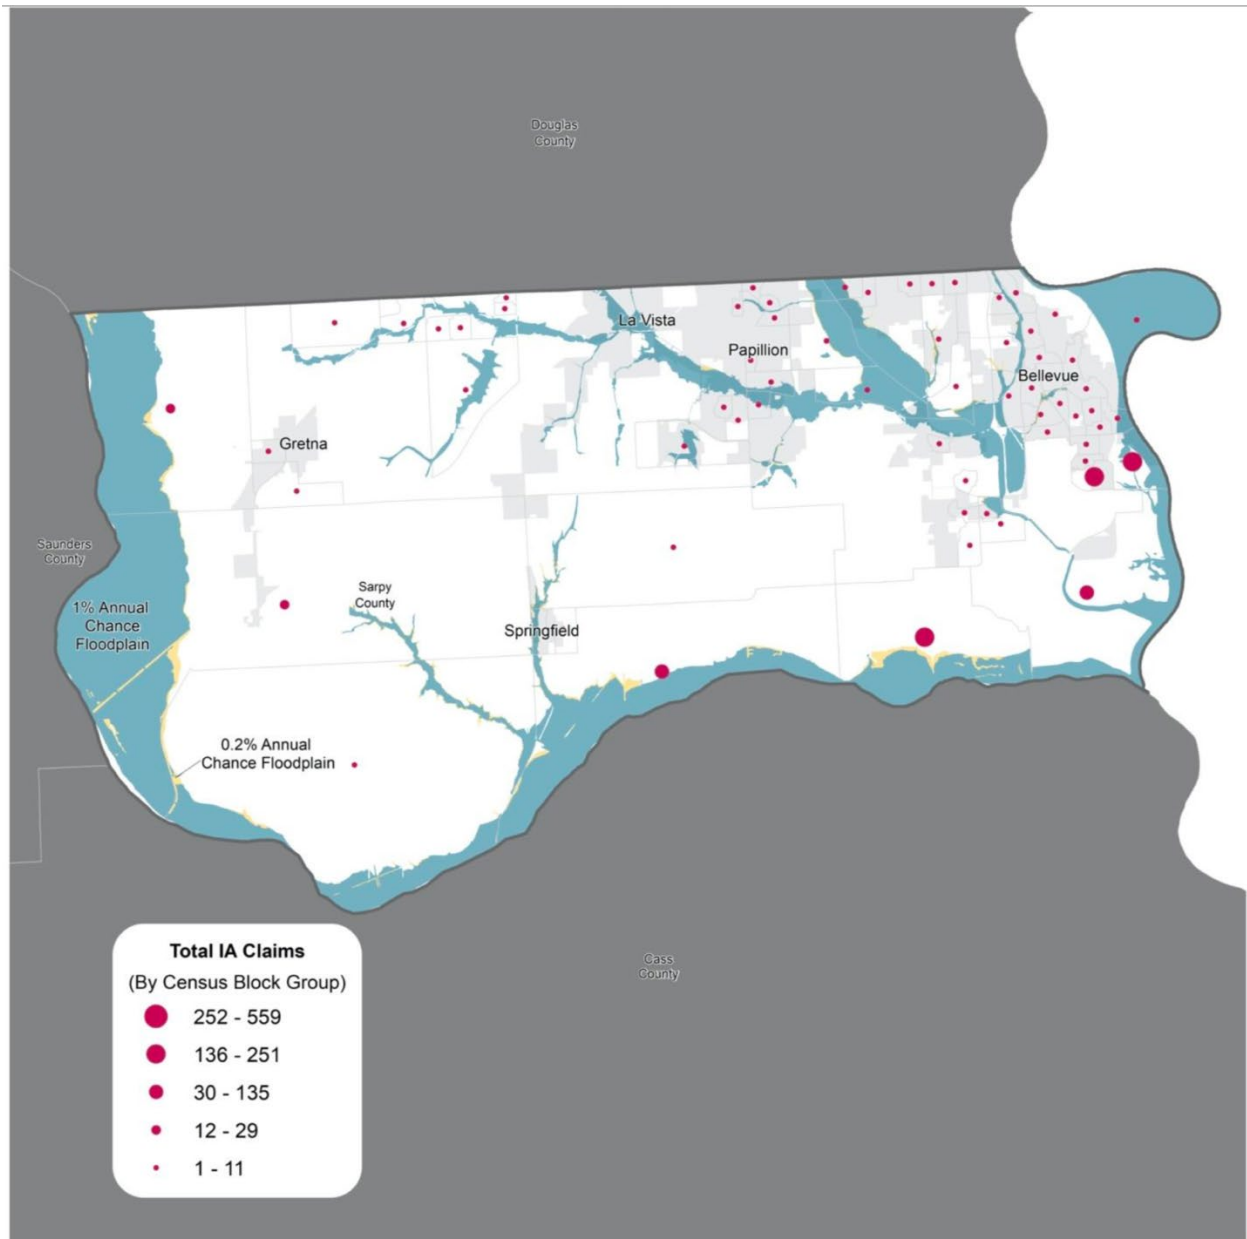 Douglas
County
La Vista
Papillion
Bellevue
Gretna
Saunders
County
Sarpy
County
1% Annual
Chance
Floodplain
Springfield
0.2% Annual
Chance Floodplain
Cass
County
Total IA Claims
(By Census Block Group)
252 - 559
136 - 251
30 - 135
12 - 29
1 - 11